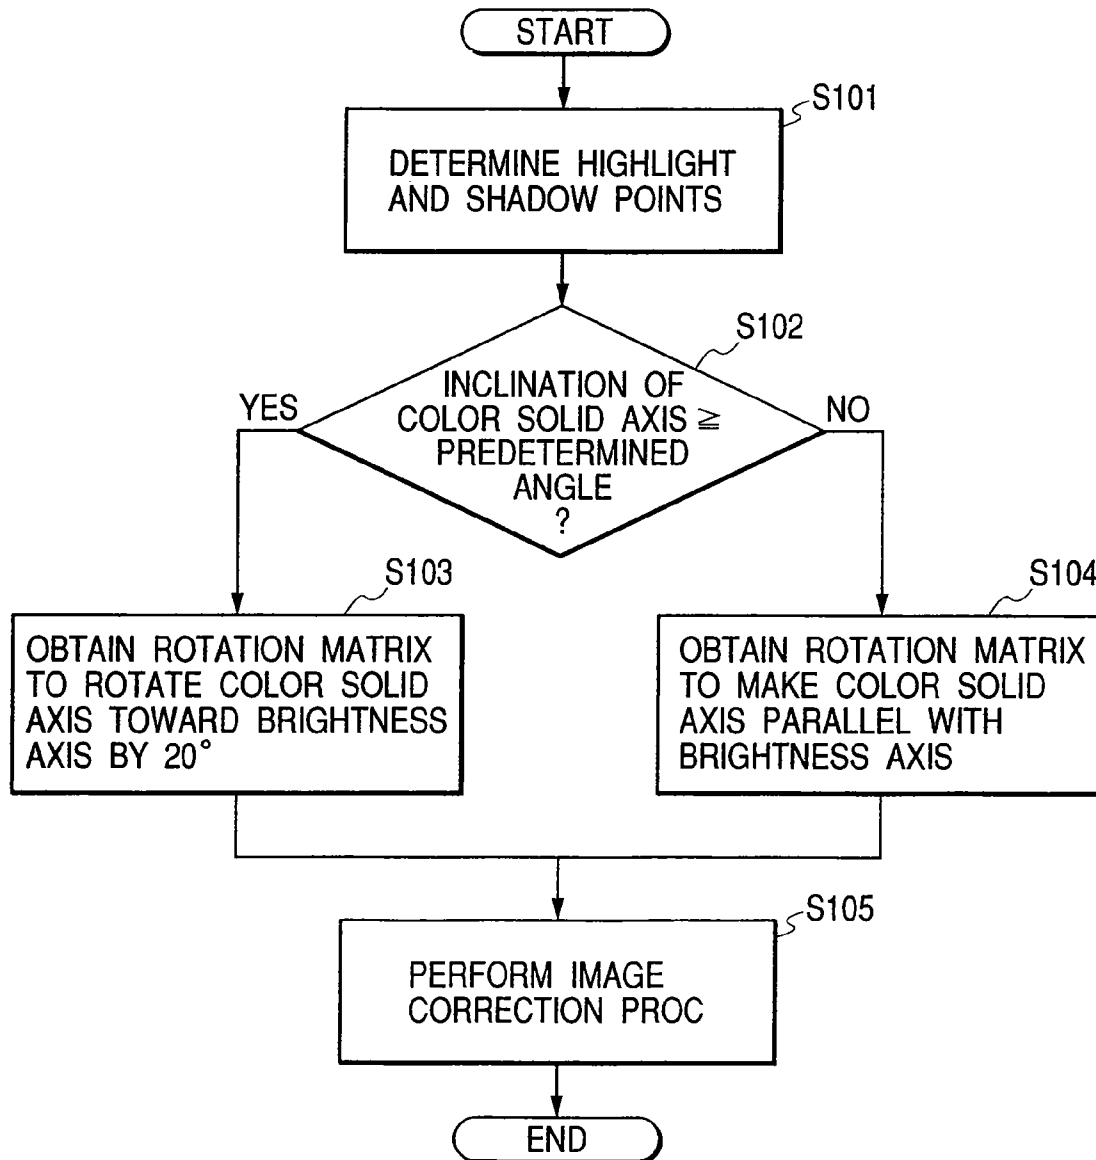 START
S101
DETERMINE HIGHLIGHT
AND SHADOW POINTS
S102
INCLINATION OF
COLOR SOLID AXIS ≧
PREDETERMINED
ANGLE
?
YES
NO
S103
OBTAIN ROTATION MATRIX
TO ROTATE COLOR SOLID
AXIS TOWARD BRIGHTNESS
AXIS BY 20°
S104
OBTAIN ROTATION MATRIX
TO MAKE COLOR SOLID
AXIS PARALLEL WITH
BRIGHTNESS AXIS
S105
PERFORM IMAGE
CORRECTION PROC
END